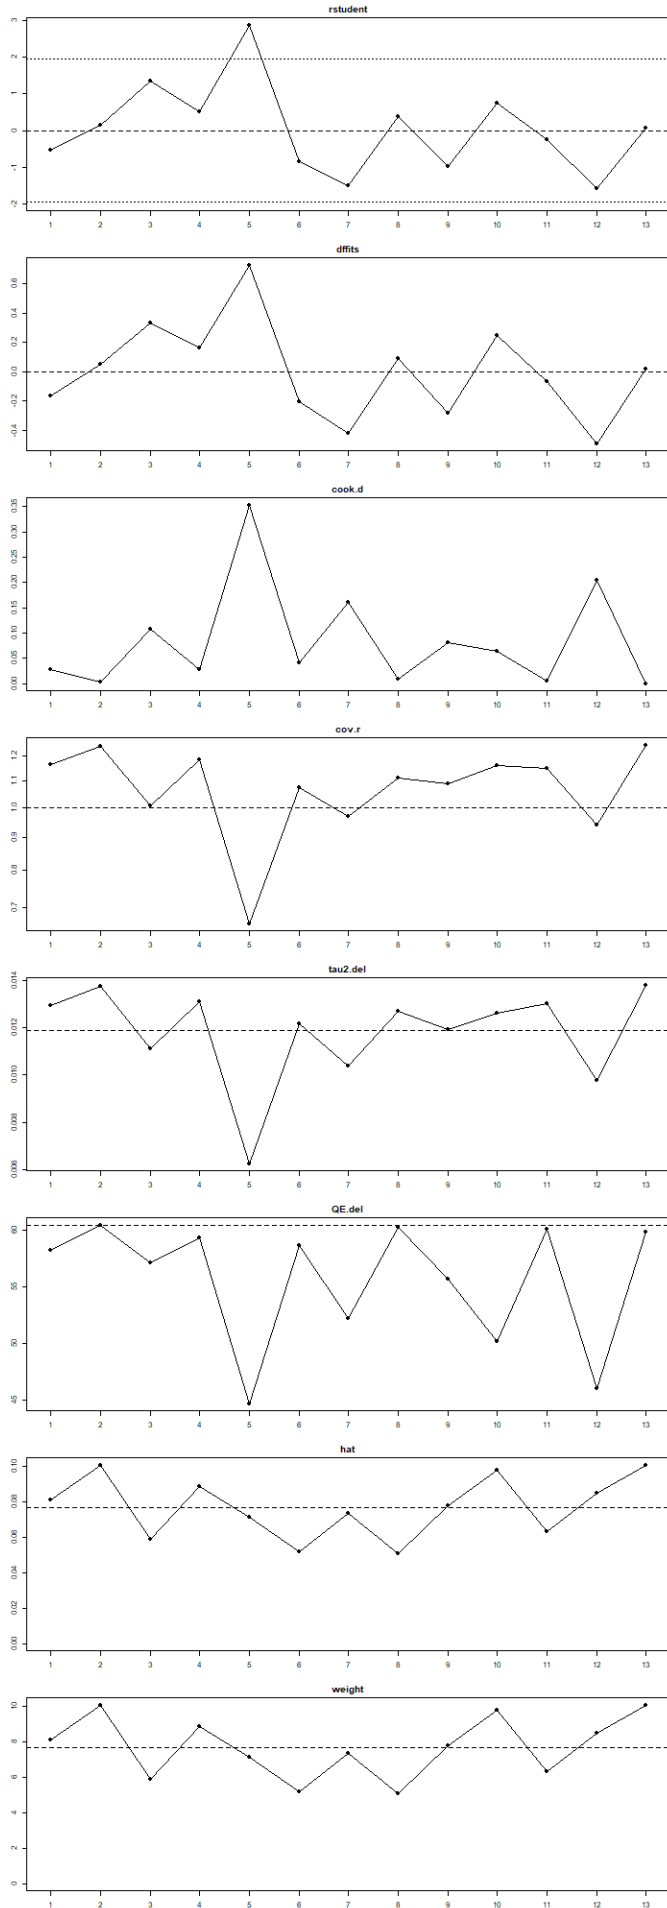 rstudent
3
2
1
0
-1
-2
1 2 3 4 5 6 7 8 9 10 11 12 13
dffits
0.6
0.4
0.2
0.0
-0.2
-0.4
1 2 3 4 5 6 7 8 9 10 11 12 13
cook.d
0.35
0.30
0.25
0.20
0.15
0.10
0.05
0.00
1 2 3 4 5 6 7 8 9 10 11 12 13
cov.r
1.2
1.1
1.0
0.9
0.8
0.7
1 2 3 4 5 6 7 8 9 10 11 12 13
tau2.del
0.014
0.012
0.010
0.008
0.006
1 2 3 4 5 6 7 8 9 10 11 12 13
QE.del
60
55
50
45
1 2 3 4 5 6 7 8 9 10 11 12 13
hat
0.10
0.08
0.06
0.04
0.02
0.00
1 2 3 4 5 6 7 8 9 10 11 12 13
weight
10
8
6
4
2
0
1 2 3 4 5 6 7 8 9 10 11 12 13